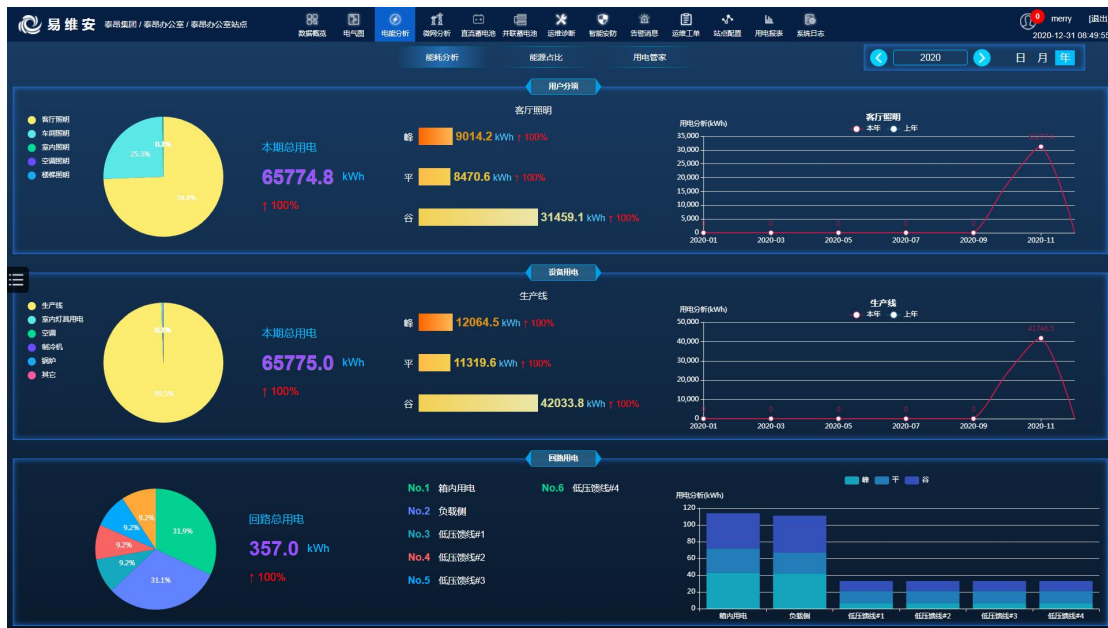 易维安 泰昂集团 / 泰昂办公室 / 泰昂办公室站点
数据概览 电气图 电能分析 微网分析 直流蓄电池 并联蓄电池 运维诊断 智能安防 告警消息 运维工单 站点配置 用电报表 系统日志
0 merry [退出
2020-12-31 08:49:55
能耗分析 能源占比 用电管家
2020 日 月 年
用户分项
客厅照明
车间照明
室内照明
空调照明
楼梯照明
25.3%
本期总用电
65774.8 kWh
↑ 100%
客厅照明
峰 9014.2 kWh ↑ 100%
平 8470.6 kWh ↑ 100%
谷 31459.1 kWh ↑ 100%
用电分析(kWh)
客厅照明
本年 上年
35,000
30,000
25,000
20,000
15,000
10,000
5,000
0
2020-01 2020-03 2020-05 2020-07 2020-09 2020-11
设备用电
生产线
室内灯具用电
空调
制冷机
锅炉
其它
99.5%
本期总用电
65775.0 kWh
↑ 100%
生产线
峰 12064.5 kWh ↑ 100%
平 11319.6 kWh ↑ 100%
谷 42033.8 kWh ↑ 100%
用电分析(kWh)
生产线
本年 上年
41746.5
50,000
40,000
30,000
20,000
10,000
0
2020-01 2020-03 2020-05 2020-07 2020-09 2020-11
回路用电
31.9%
31.1%
9.2%
9.2%
9.2%
9.2%
回路总用电
357.0 kWh
↑ 100%
No.1 箱内用电
No.2 负载侧
No.3 低压馈线#1
No.4 低压馈线#2
No.5 低压馈线#3
No.6 低压馈线#4
峰 平 谷
用电分析(kWh)
120
100
80
60
40
20
0
箱内用电 负载侧 低压馈线#1 低压馈线#2 低压馈线#3 低压馈线#4